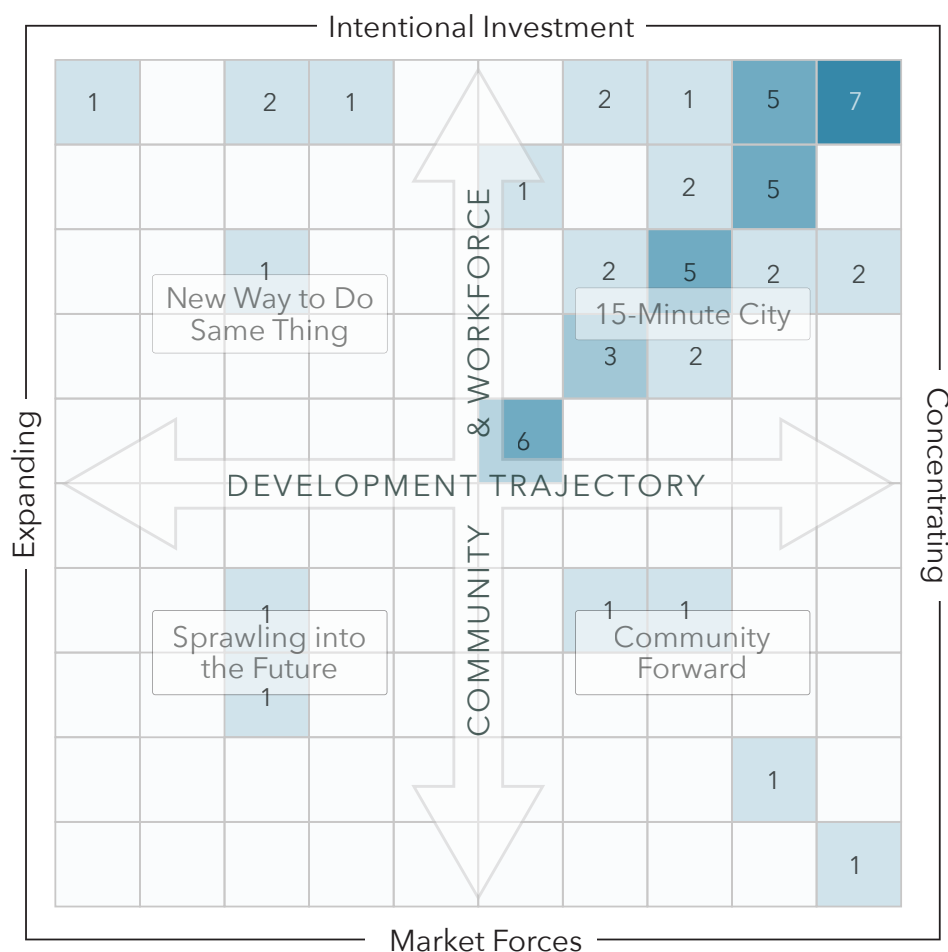 Intentional Investment
1 2 1 2 1 5 7
1 2 5
1 2 5 2 2
New Way to Do
Same Thing
15-Minute City
3 2
6
Expanding
Concentrating
DEVELOPMENT TRAJECTORY
COMMUNITY & WORKFORCE
1 1 1
Sprawling into
the Future
Community
Forward
1
1
1
Market Forces